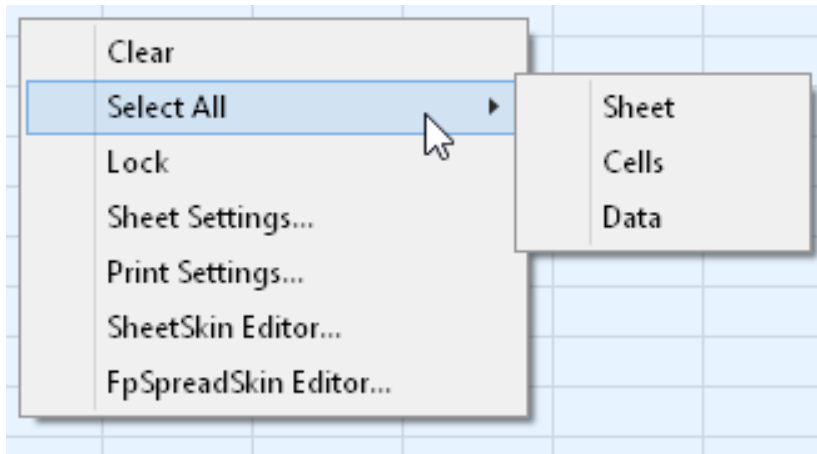 Clear
Select All
Sheet
Lock
Cells
Sheet Settings...
Data
Print Settings...
SheetSkin Editor...
FpSpreadSkin Editor...